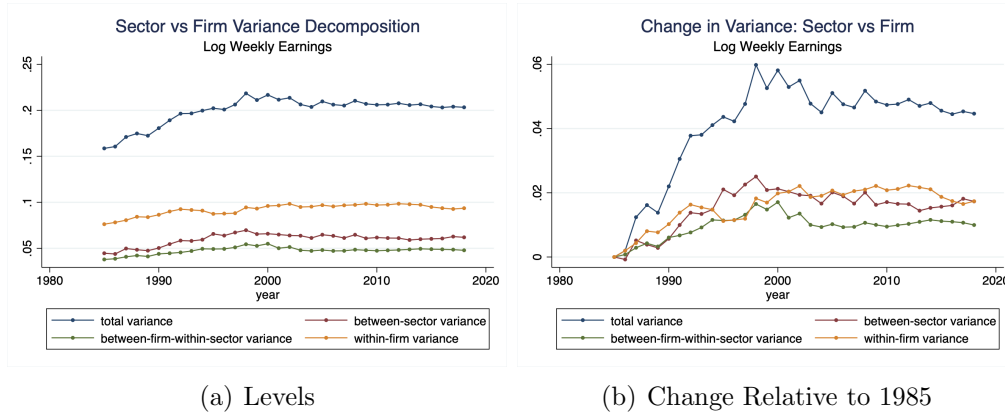 Sector vs Firm Variance Decomposition
Log Weekly Earnings
.25
.2
.15
.1
.05
1980
1990
2000
2010
2020
year
total variance
between-sector variance
between-firm-within-sector variance
within-firm variance
(a) Levels
Change in Variance: Sector vs Firm
Log Weekly Earnings
.06
.04
.02
0
1980
1990
2000
2010
2020
year
total variance
between-sector variance
between-firm-within-sector variance
within-firm variance
(b) Change Relative to 1985